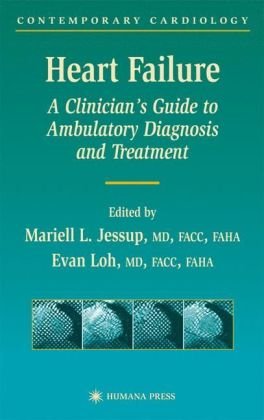 CONTEMPORARY CARDIOLOGY
Heart Failure
A Clinician's Guide to
Ambulatory Diagnosis
and Treatment
Edited by
Mariell L. Jessup, MD, FACC, FAHA
Evan Loh, MD, FACC, FAHA
HUMANA PRESS